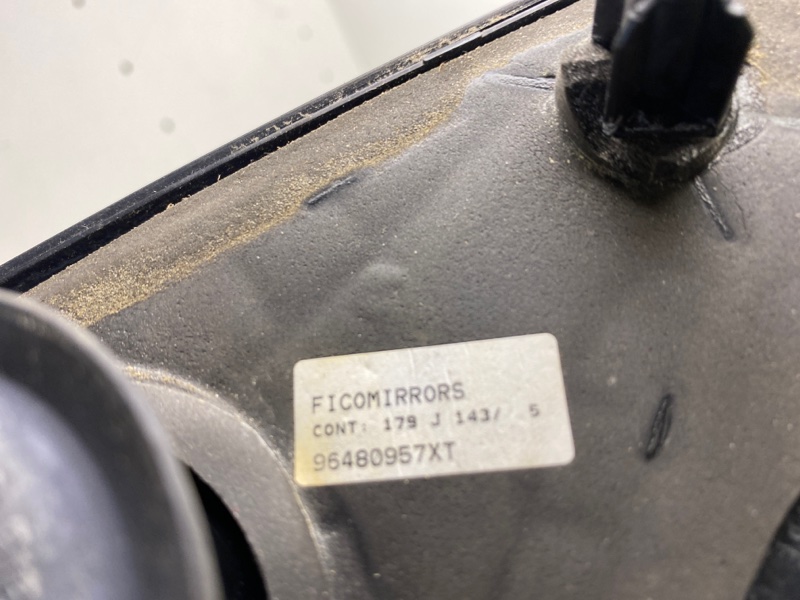 FICOMIRRORS
CONT: 179 J 143/ 5
96480957XT